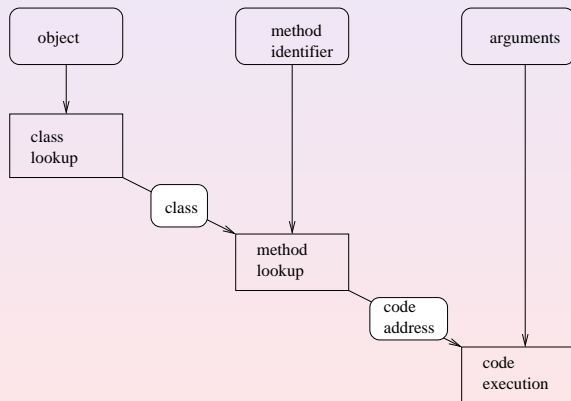 object
method
identifier
arguments
class
lookup
class
method
lookup
code
address
code
execution